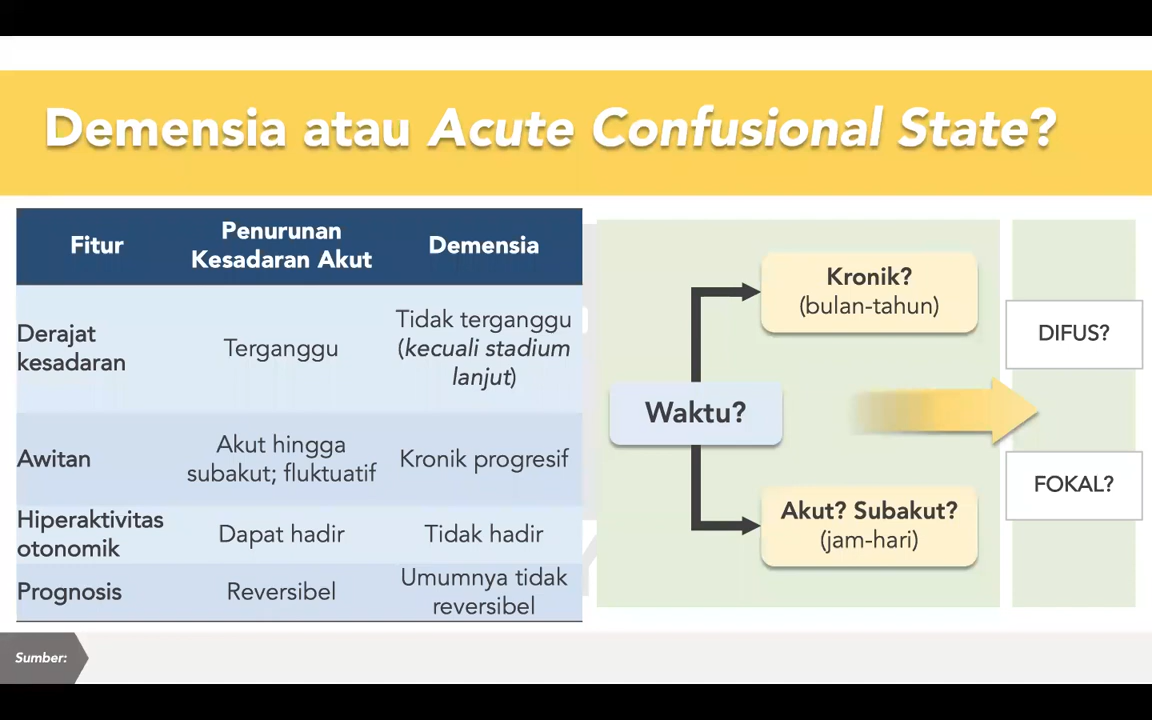 Demensia atau Acute Confusional State?
Fitur
Penurunan
Kesadaran Akut
Demensia
Derajat
kesadaran
Terganggu
Tidak terganggu
(kecuali stadium
lanjut)
Awitan
Akut hingga
subakut; fluktuatif
Kronik progresif
Hiperaktivitas
otonomik
Dapat hadir
Tidak hadir
Prognosis
Reversibel
Umumnya tidak
reversibel
Waktu?
Kronik?
(bulan-tahun)
Akut? Subakut?
(jam-hari)
DIFUS?
FOKAL?
Sumber: